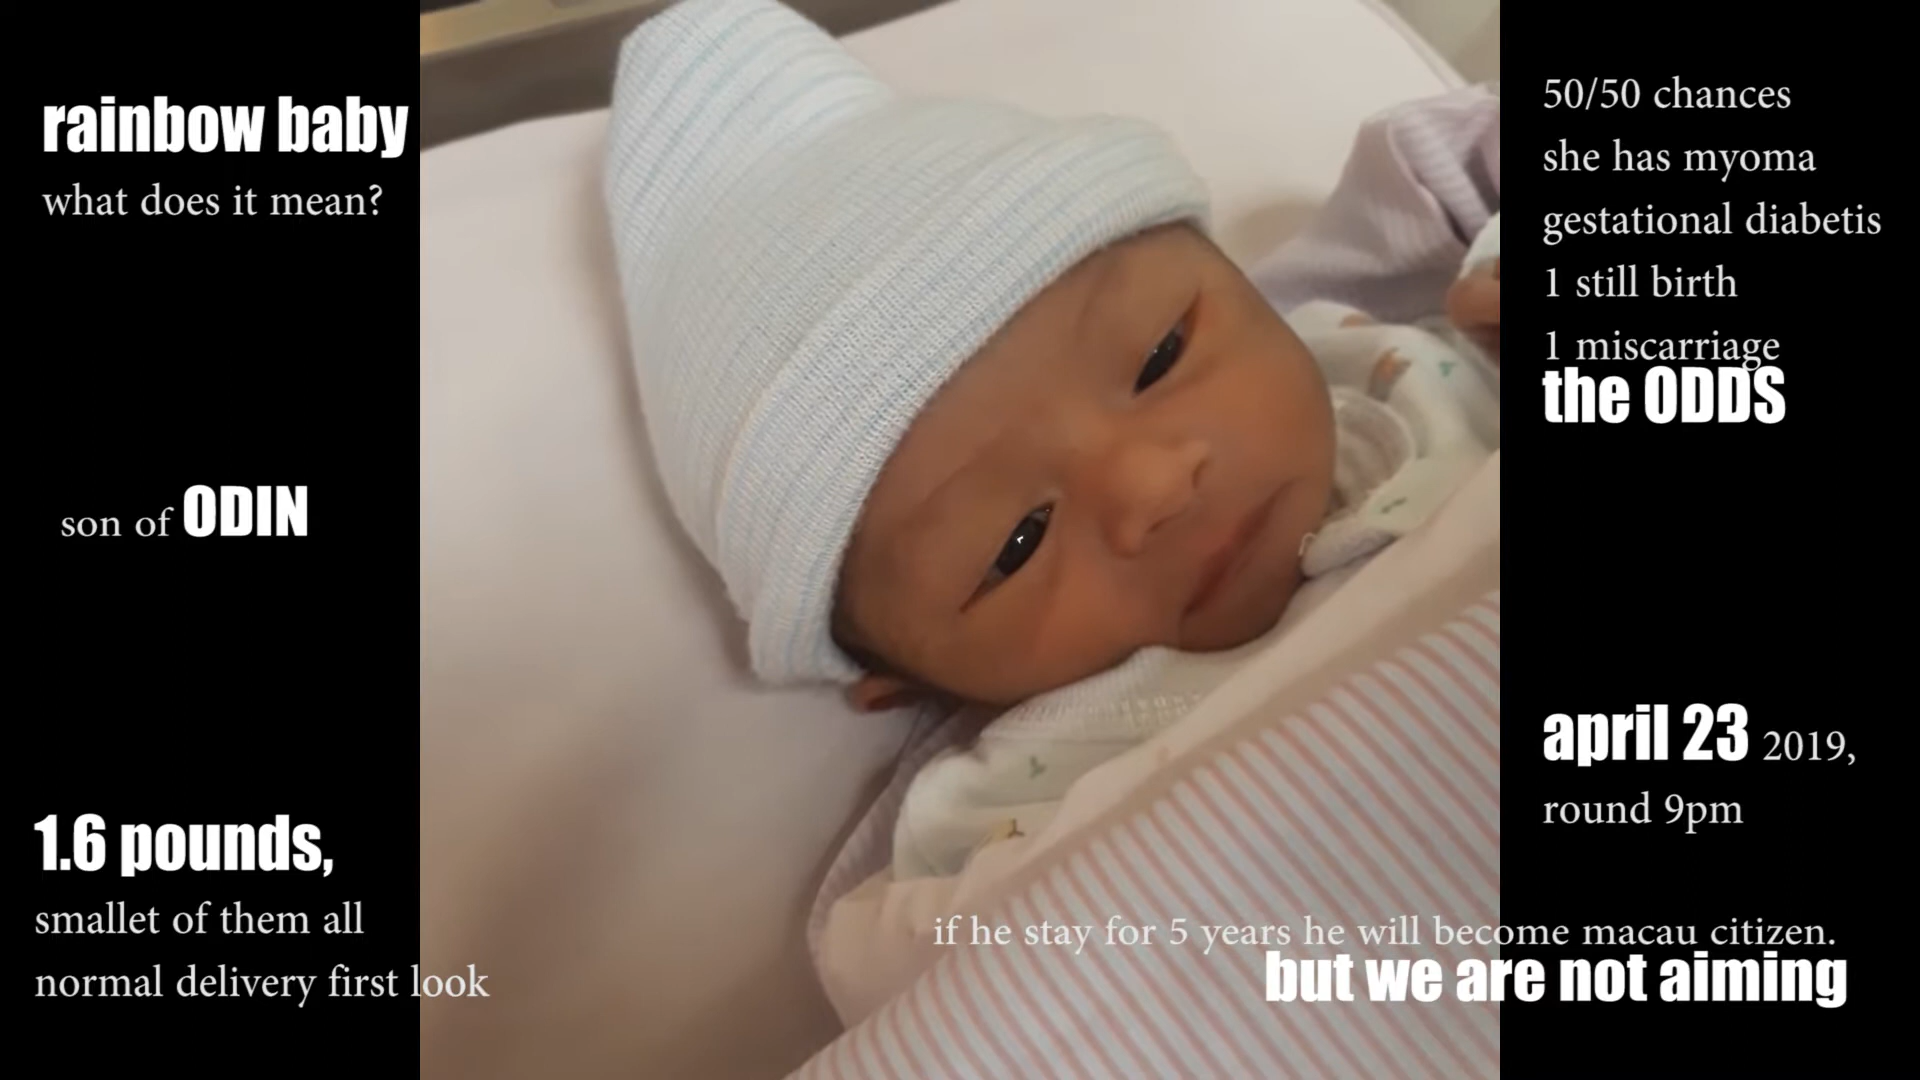 rainbow baby
what does it mean?
son of ODIN
1.6 pounds,
smallet of them all
normal delivery first look
50/50 chances
she has myoma
gestational diabetis
1 still birth
1 miscarriage
the ODDS
april 23 2019,
round 9pm
if he stay for 5 years he will become macau citizen.
but we are not aiming